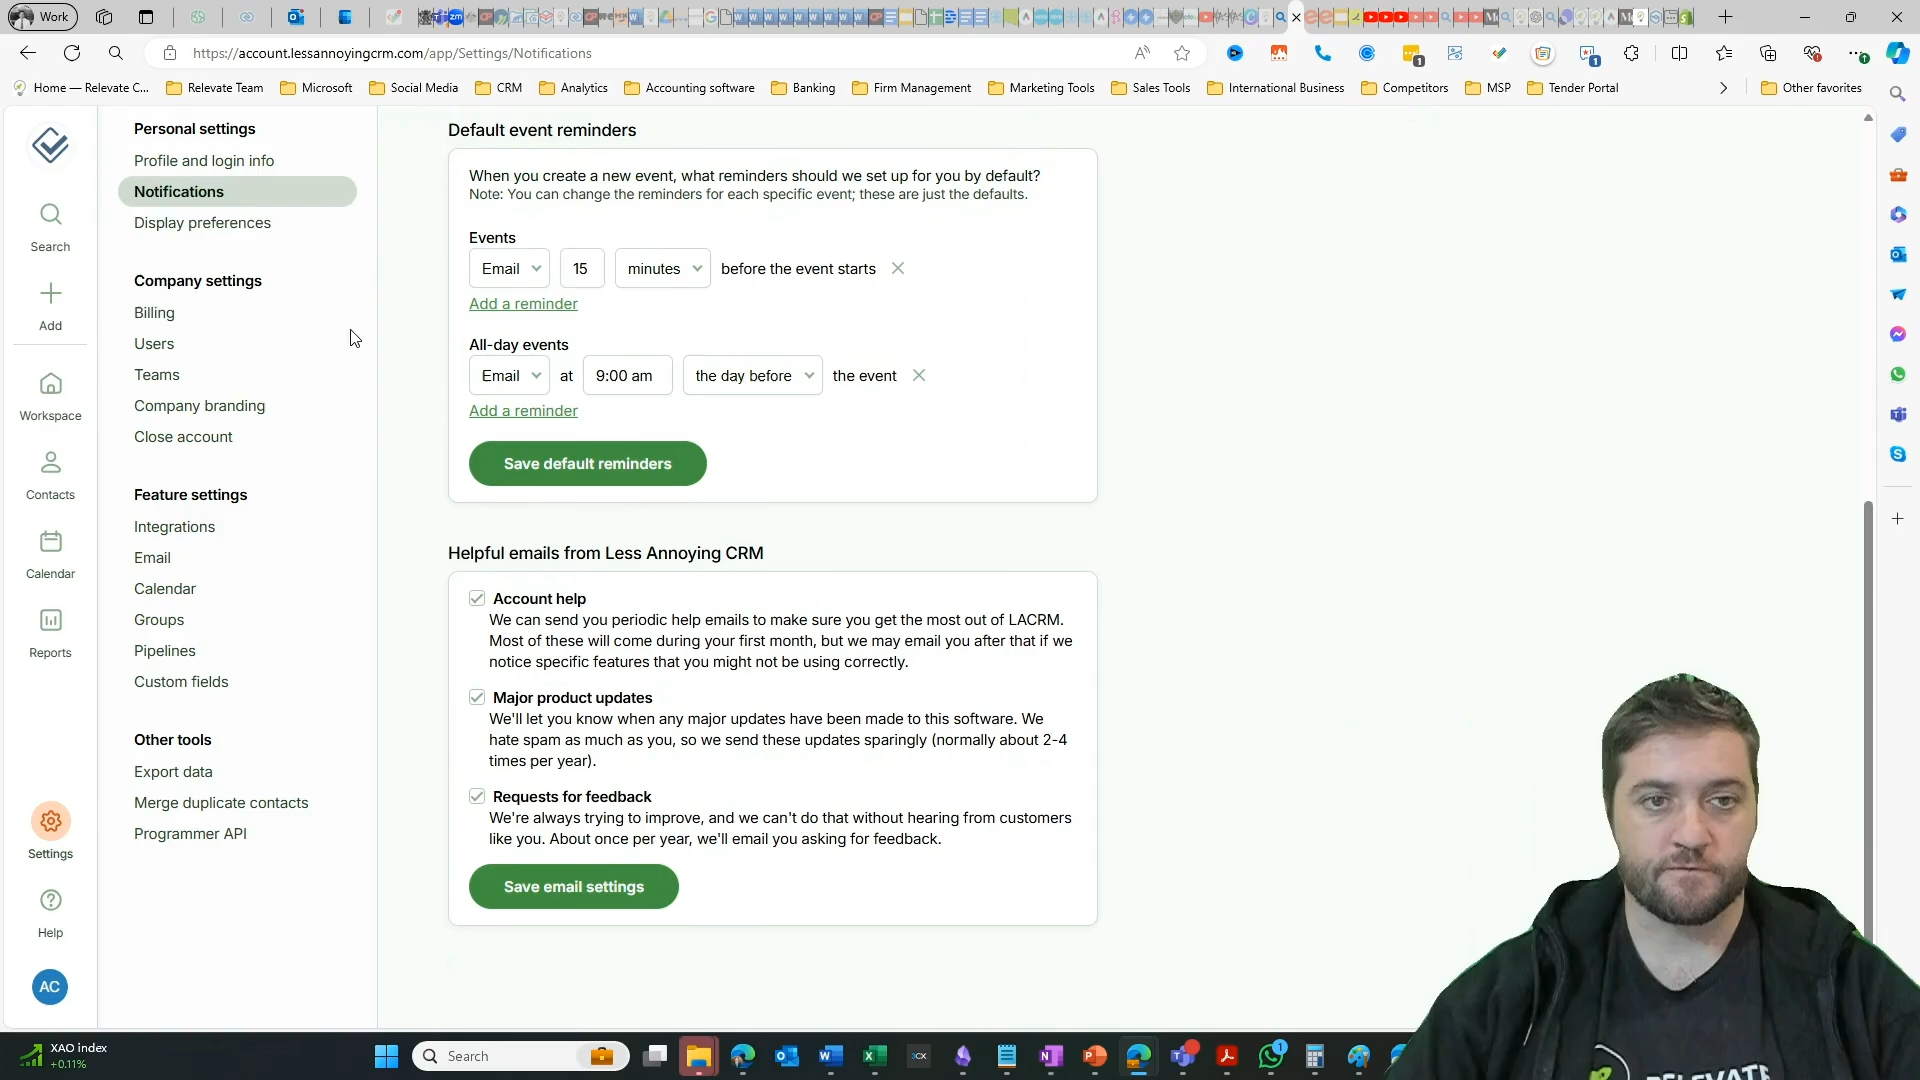 Work
https://account.lessannoyingcrm.com/app/Settings/Notifications
Home — Relevate C...
Relevate Team
Microsoft
Social Media
CRM
Analytics
Accounting software
Banking
Firm Management
Marketing Tools
Sales Tools
International Business
Competitors
MSP
Tender Portal
Other favorites
Search
Add
Workspace
Contacts
Calendar
Reports
Settings
Help
AC
Personal settings
Profile and login info
Notifications
Display preferences
Company settings
Billing
Users
Teams
Company branding
Close account
Feature settings
Integrations
Email
Calendar
Groups
Pipelines
Custom fields
Other tools
Export data
Merge duplicate contacts
Programmer API
Default event reminders
When you create a new event, what reminders should we set up for you by default?
Note: You can change the reminders for each specific event; these are just the defaults.
Events
Email 15 minutes before the event starts
Add a reminder
All-day events
Email at 9:00 am the day before the event
Add a reminder
Save default reminders
Helpful emails from Less Annoying CRM
Account help
We can send you periodic help emails to make sure you get the most out of LACRM.
Most of these will come during your first month, but we may email you after that if we
notice specific features that you might not be using correctly.
Major product updates
We'll let you know when any major updates have been made to this software. We
hate spam as much as you, so we send these updates sparingly (normally about 2-4
times per year).
Requests for feedback
We're always trying to improve, and we can't do that without hearing from customers
like you. About once per year, we'll email you asking for feedback.
Save email settings
RELEVATE
XAO index
+0.11%
Search